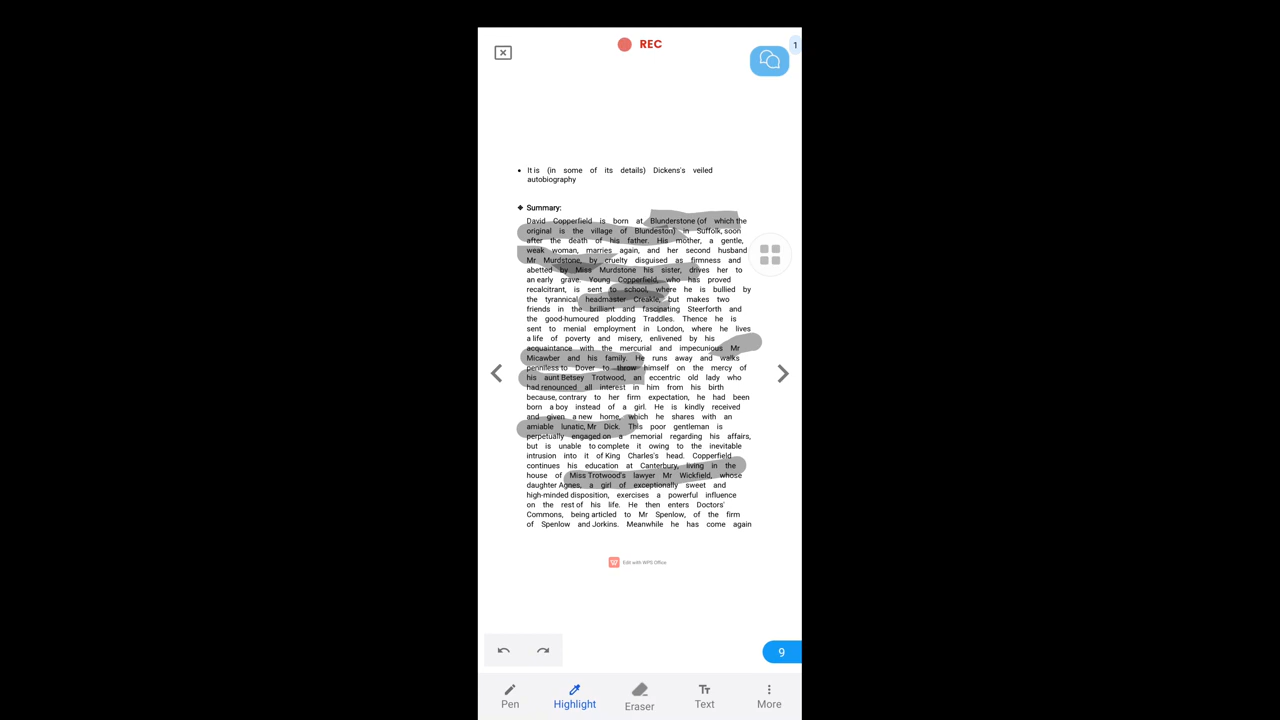 REC
1
• It is (in some of its details) Dickens's veiled
autobiography
❖ Summary:
David Copperfield is born at Blunderstone (of which the
original is the village of Blundeston) in Suffolk, soon
after the death of his father. His mother, a gentle,
weak woman, marries again, and her second husband
Mr Murdstone, by cruelty disguised as firmness and
abetted by Miss Murdstone his sister, drives her to
an early grave. Young Copperfield, who has proved
recalcitrant, is sent to school, where he is bullied by
the tyrannical headmaster Creakle, but makes two
friends in the brilliant and fascinating Steerforth and
the good-humoured plodding Traddles. Thence he is
sent to menial employment in London, where he lives
a life of poverty and misery, enlivened by his
acquaintance with the mercurial and impecunious Mr
Micawber and his family. He runs away and walks
penniless to Dover to throw himself on the mercy of
his aunt Betsey Trotwood, an eccentric old lady who
had renounced all interest in him from his birth
because, contrary to her firm expectation, he had been
born a boy instead of a girl. He is kindly received
and given a new home, which he shares with an
amiable lunatic, Mr Dick. This poor gentleman is
perpetually engaged on a memorial regarding his affairs,
but is unable to complete it owing to the inevitable
intrusion into it of King Charles's head. Copperfield
continues his education at Canterbury, living in the
house of Miss Trotwood's lawyer Mr Wickfield, whose
daughter Agnes, a girl of exceptionally sweet and
high-minded disposition, exercises a powerful influence
on the rest of his life. He then enters Doctors'
Commons, being articled to Mr Spenlow, of the firm
of Spenlow and Jorkins. Meanwhile he has come again
Edit with WPS Office
9
Pen Highlight Eraser Text More